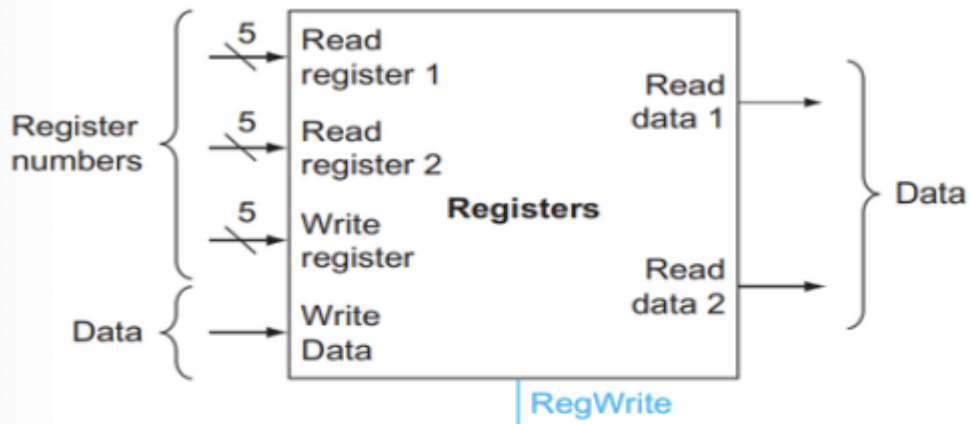 Register
numbers
Data
5
Read
register 1
5
Read
register 2
5
Write
register
Write
Data
Registers
Read
data 1
Read
data 2
Data
RegWrite